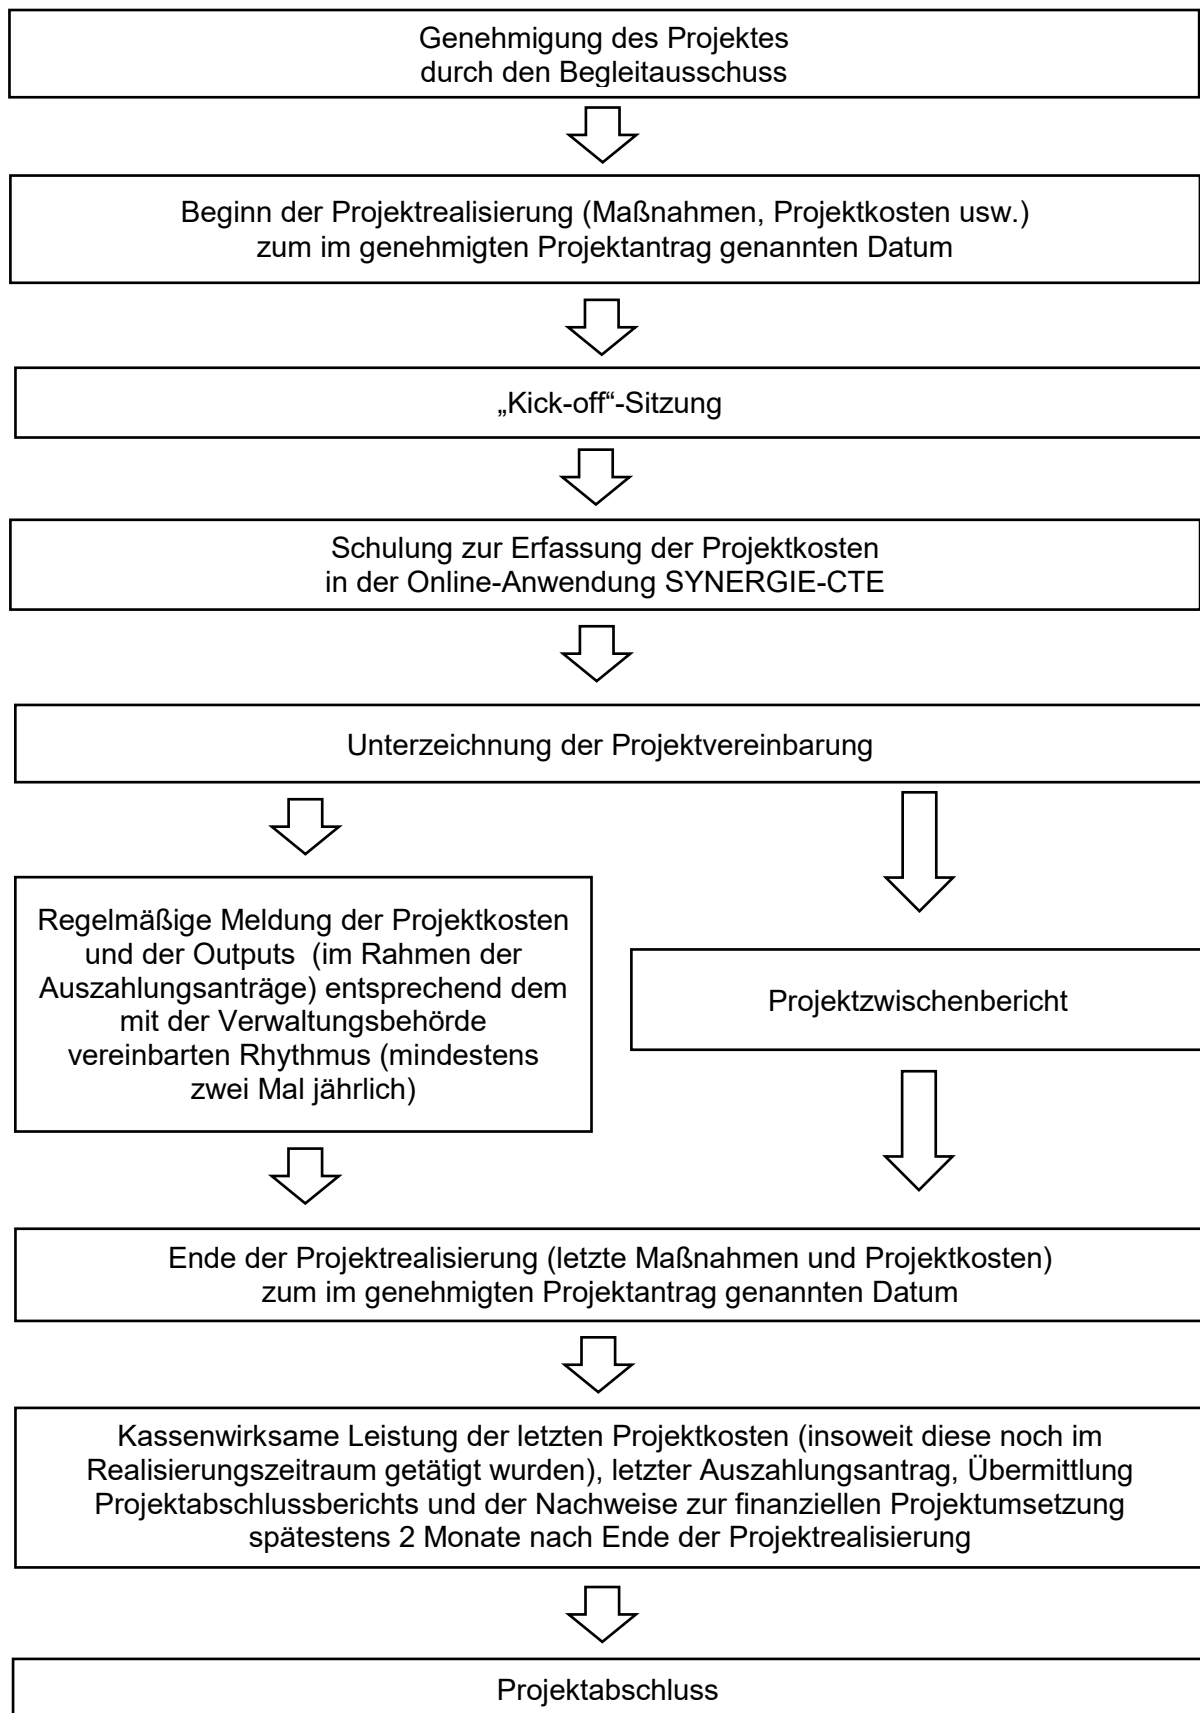 Genehmigung des Projektes
durch den Begleitausschuss
Beginn der Projektrealisierung (Maßnahmen, Projektkosten usw.)
zum im genehmigten Projektantrag genannten Datum
„Kick-off“-Sitzung
Schulung zur Erfassung der Projektkosten
in der Online-Anwendung SYNERGIE-CTE
Unterzeichnung der Projektvereinbarung
Regelmäßige Meldung der Projektkosten
und der Outputs (im Rahmen der
Auszahlungsanträge) entsprechend dem
mit der Verwaltungsbehörde
vereinbarten Rhythmus (mindestens
zwei Mal jährlich)
Projektzwischenbericht
Ende der Projektrealisierung (letzte Maßnahmen und Projektkosten)
zum im genehmigten Projektantrag genannten Datum
Kassenwirksame Leistung der letzten Projektkosten (insoweit diese noch im
Realisierungszeitraum getätigt wurden), letzter Auszahlungsantrag, Übermittlung
Projektabschlussberichts und der Nachweise zur finanziellen Projektumsetzung
spätestens 2 Monate nach Ende der Projektrealisierung
Projektabschluss